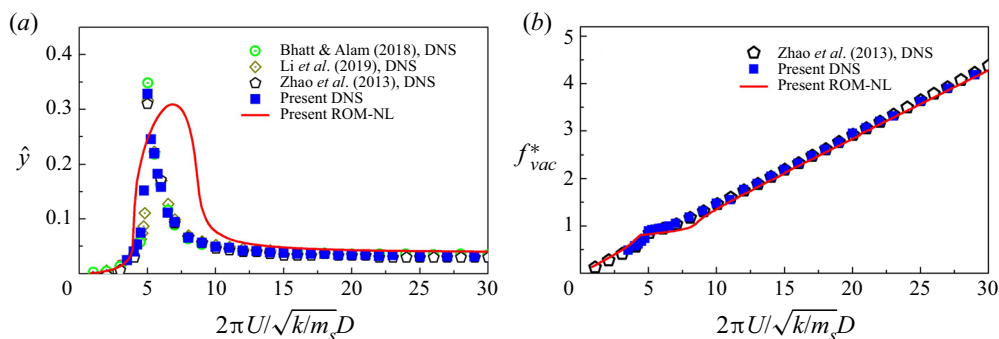 (a)
0.4
0.3
0.2
0.1
0
5
10
15
20
25
30
ŷ
2πU/√k/mₛD
Bhatt & Alam (2018), DNS
Li et al. (2019), DNS
Zhao et al. (2013), DNS
Present DNS
Present ROM-NL
(b)
5
4
3
2
1
0
5
10
15
20
25
30
f*vac
2πU/√k/mₛD
Zhao et al. (2013), DNS
Present DNS
Present ROM-NL